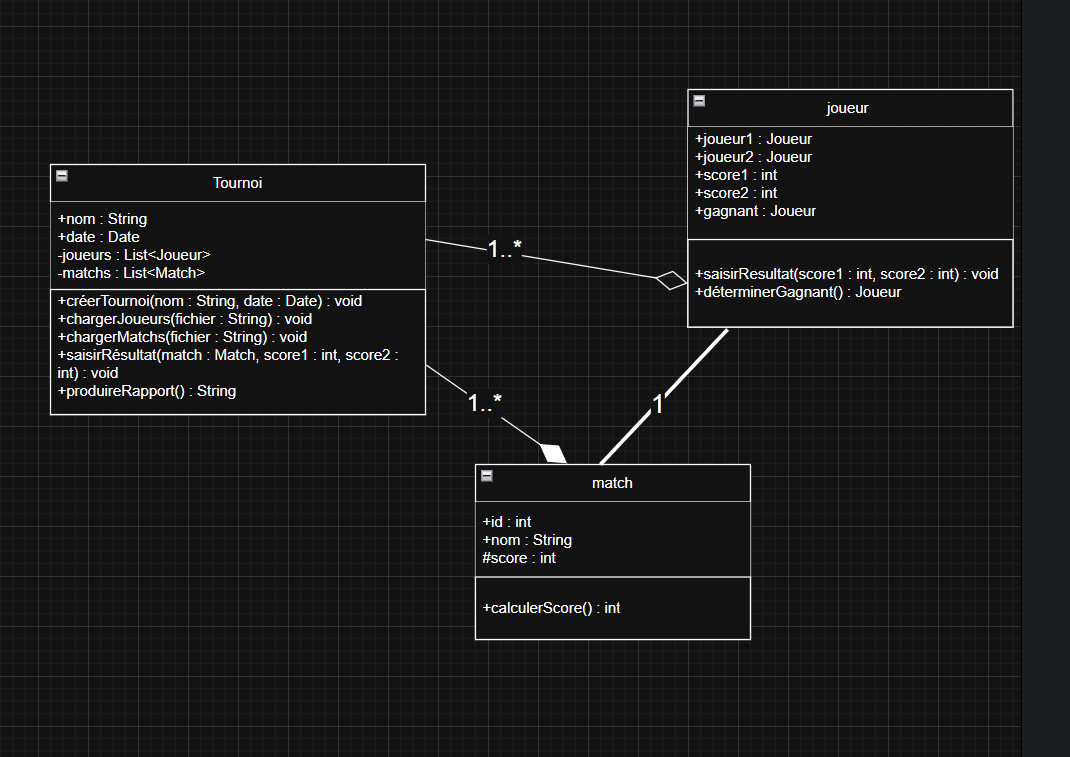 Tournoi
+nom : String
+date : Date
-joueurs : List<Joueur>
-matchs : List<Match>
+créerTournoi(nom : String, date : Date) : void
+chargerJoueurs(fichier : String) : void
+chargerMatchs(fichier : String) : void
+saisirRésultat(match : Match, score1 : int, score2 :
int) : void
+produireRapport() : String
1..*
1..*
joueur
+joueur1 : Joueur
+joueur2 : Joueur
+score1 : int
+score2 : int
+gagnant : Joueur
+saisirResultat(score1 : int, score2 : int) : void
+déterminerGagnant() : Joueur
1
match
+id : int
+nom : String
#score : int
+calculerScore() : int